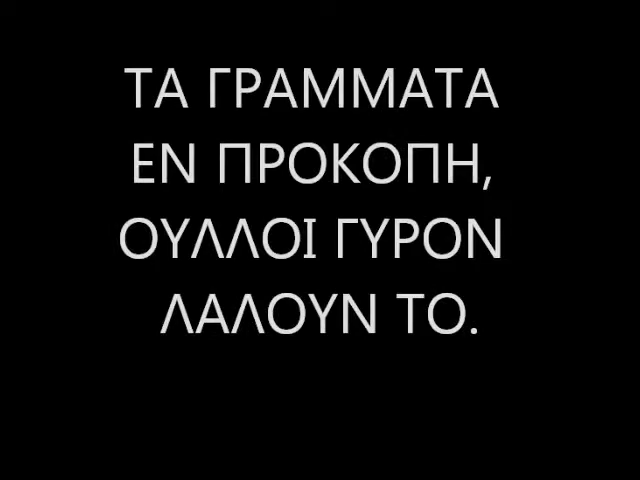 ΤΑ ΓΡΑΜΜΑΤΑ
ΕΝ ΠΡΟΚΟΠΗ,
ΟΥΛΛΟΙ ΓΥΡΟΝ
ΛΑΛΟΥΝ ΤΟ.